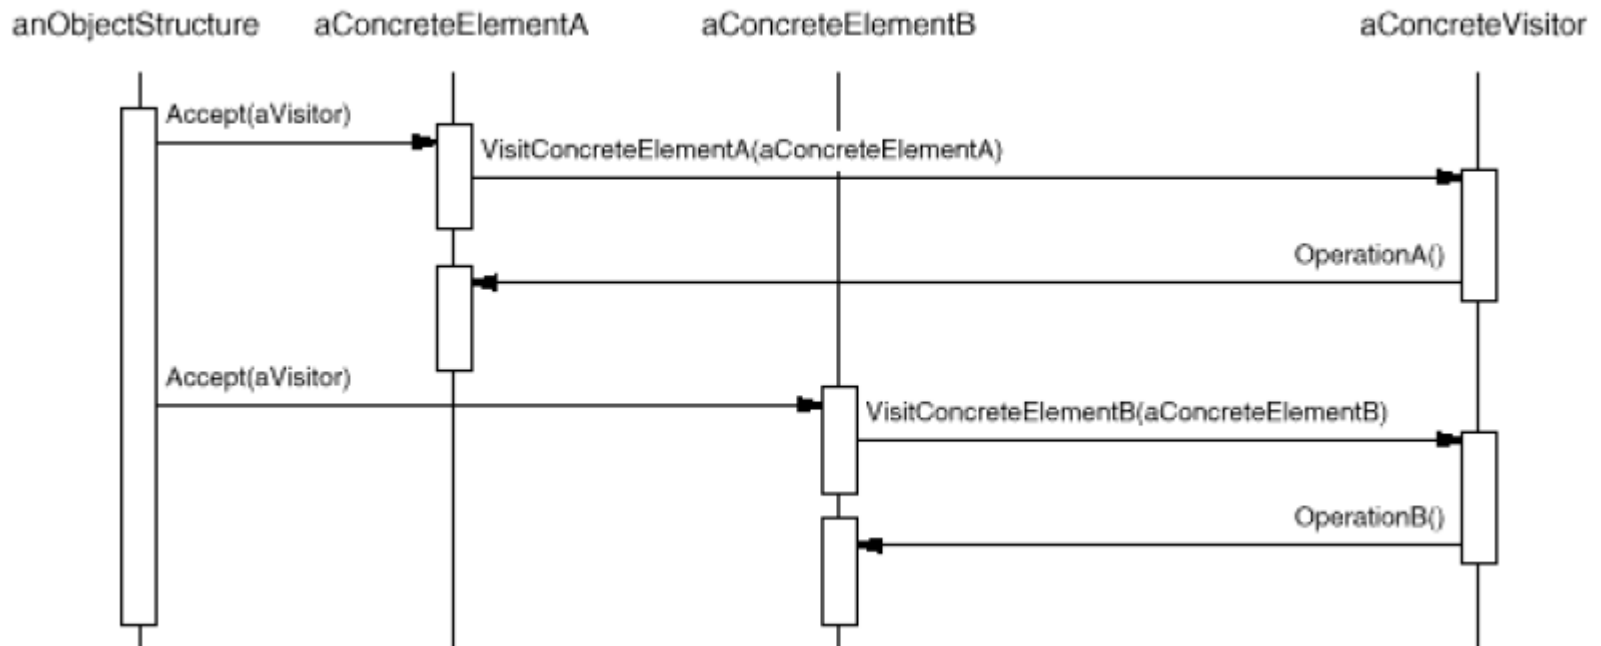 anObjectStructure
aConcreteElementA
aConcreteElementB
aConcreteVisitor
Accept(aVisitor)
VisitConcreteElementA(aConcreteElementA)
OperationA()
Accept(aVisitor)
VisitConcreteElementB(aConcreteElementB)
OperationB()